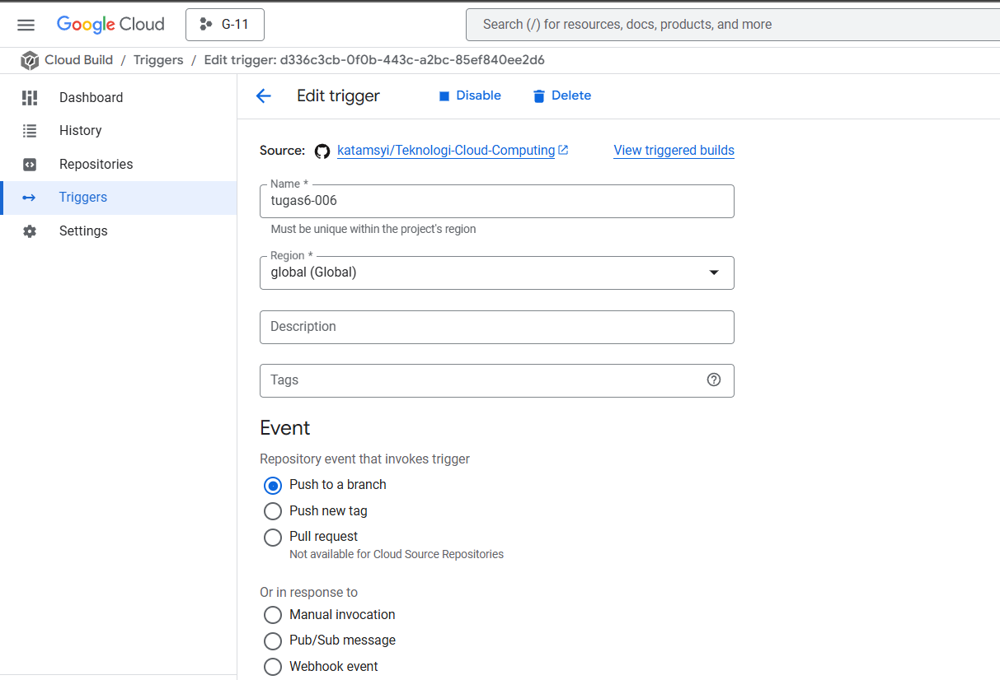 Google Cloud
G-11
Search (/) for resources, docs, products, and more
Cloud Build / Triggers / Edit trigger: d336c3cb-0f0b-443c-a2bc-85ef840ee2d6
Dashboard
History
Repositories
Triggers
Settings
Edit trigger
Disable
Delete
Source: katamsyi/Teknologi-Cloud-Computing
View triggered builds
Name *
tugas6-006
Must be unique within the project's region
Region *
global (Global)
Description
Tags
Event
Repository event that invokes trigger
Push to a branch
Push new tag
Pull request
Not available for Cloud Source Repositories
Or in response to
Manual invocation
Pub/Sub message
Webhook event